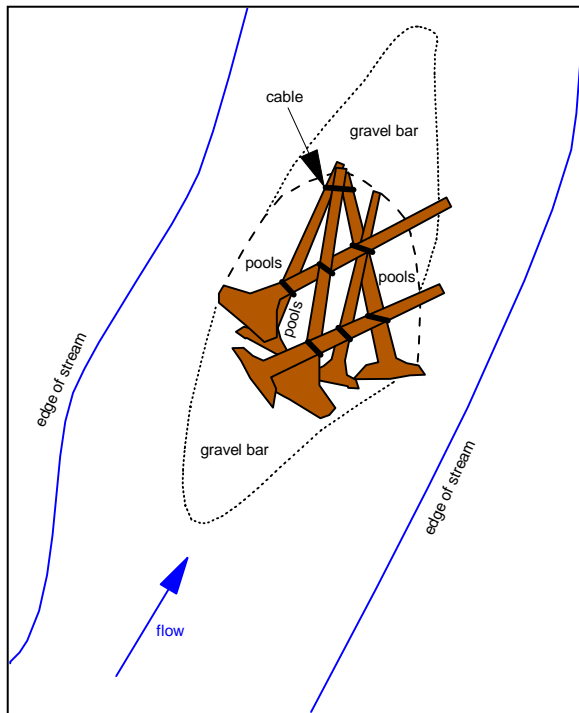 cable
gravel bar
pools
pools
pools
edge of stream
gravel bar
edge of stream
flow